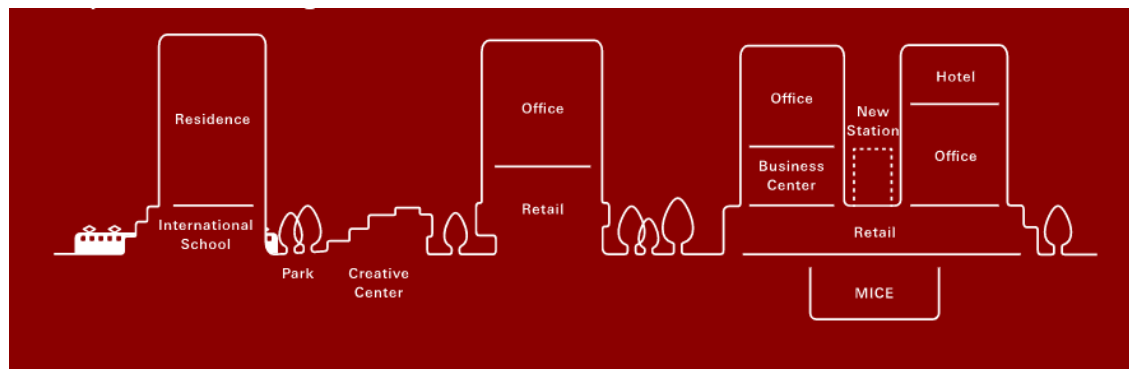 Residence
International
School
Park
Creative
Center
Office
Retail
Office
Business
Center
New
Station
Hotel
Office
Retail
MICE